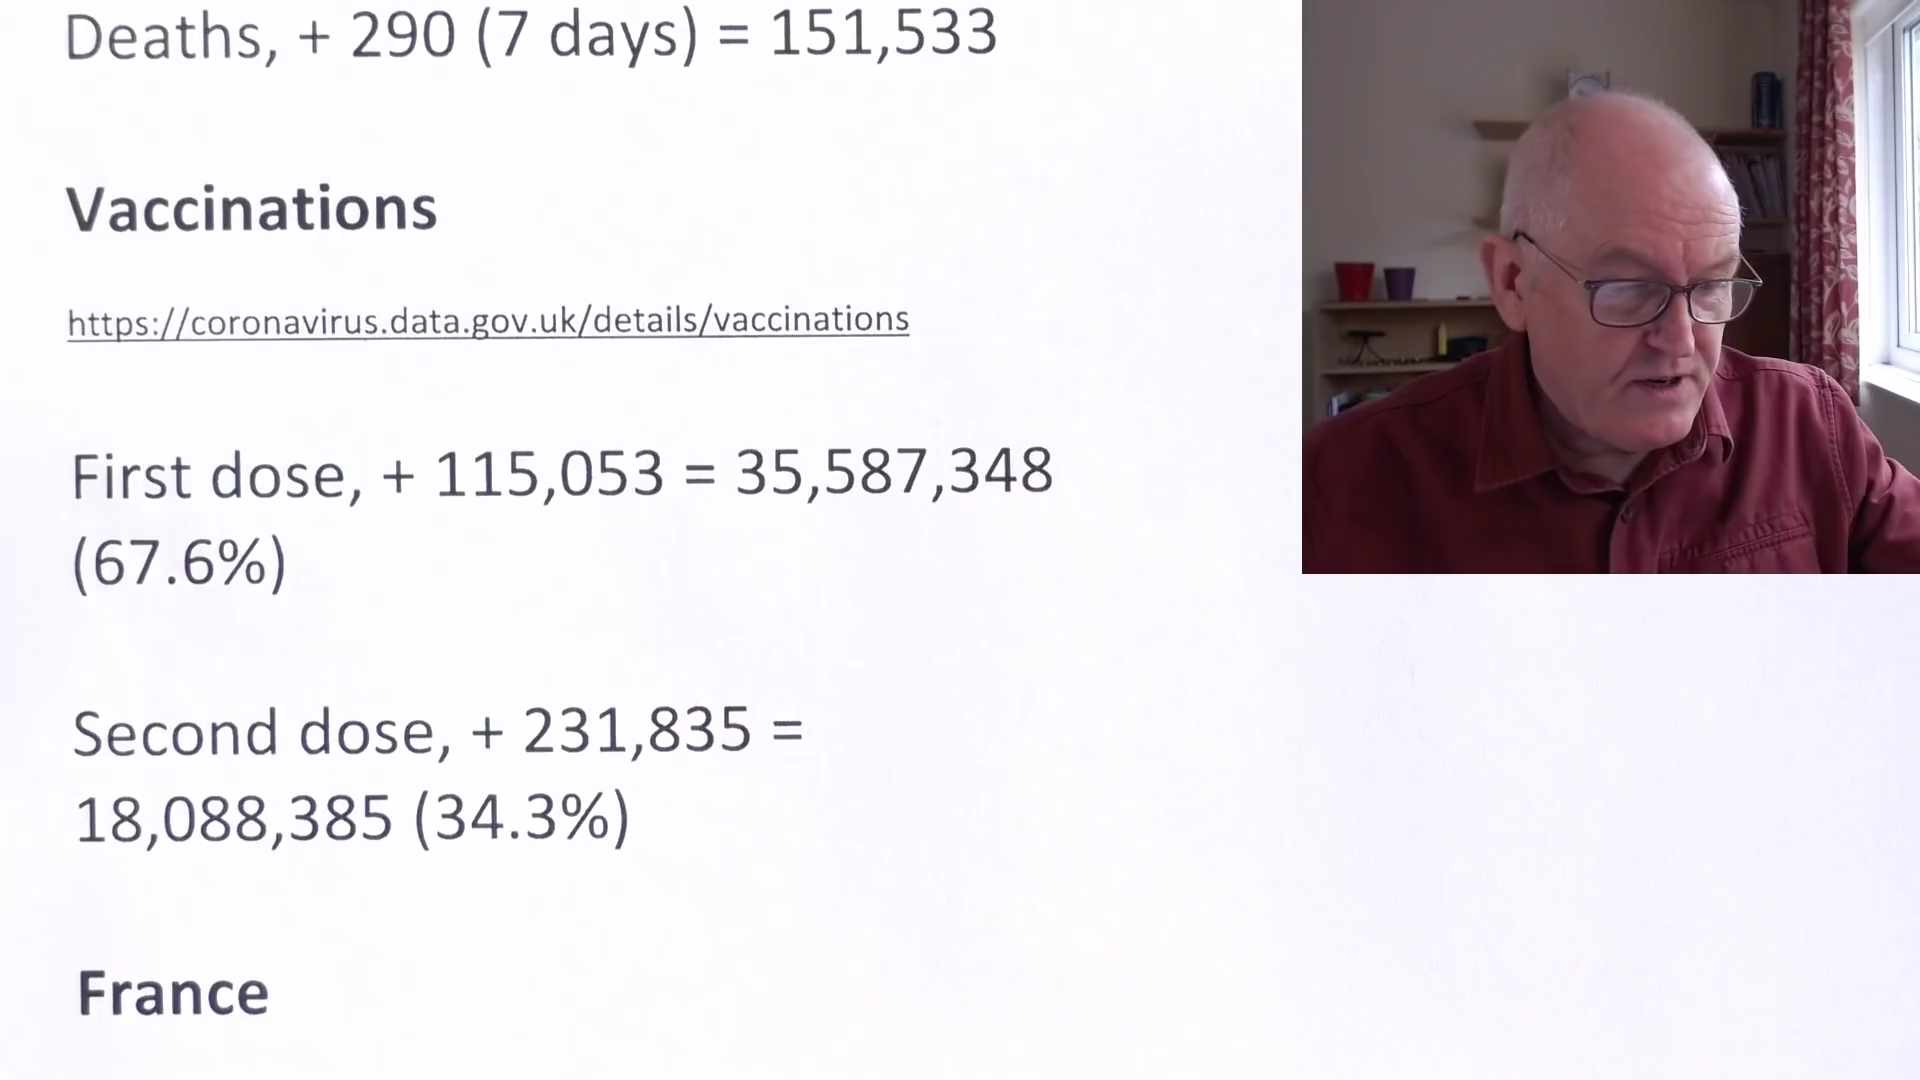 Deaths, + 290 (7 days) = 151,533
Vaccinations
https://coronavirus.data.gov.uk/details/vaccinations
First dose, + 115,053 = 35,587,348
(67.6%)
Second dose, + 231,835 =
18,088,385 (34.3%)
France